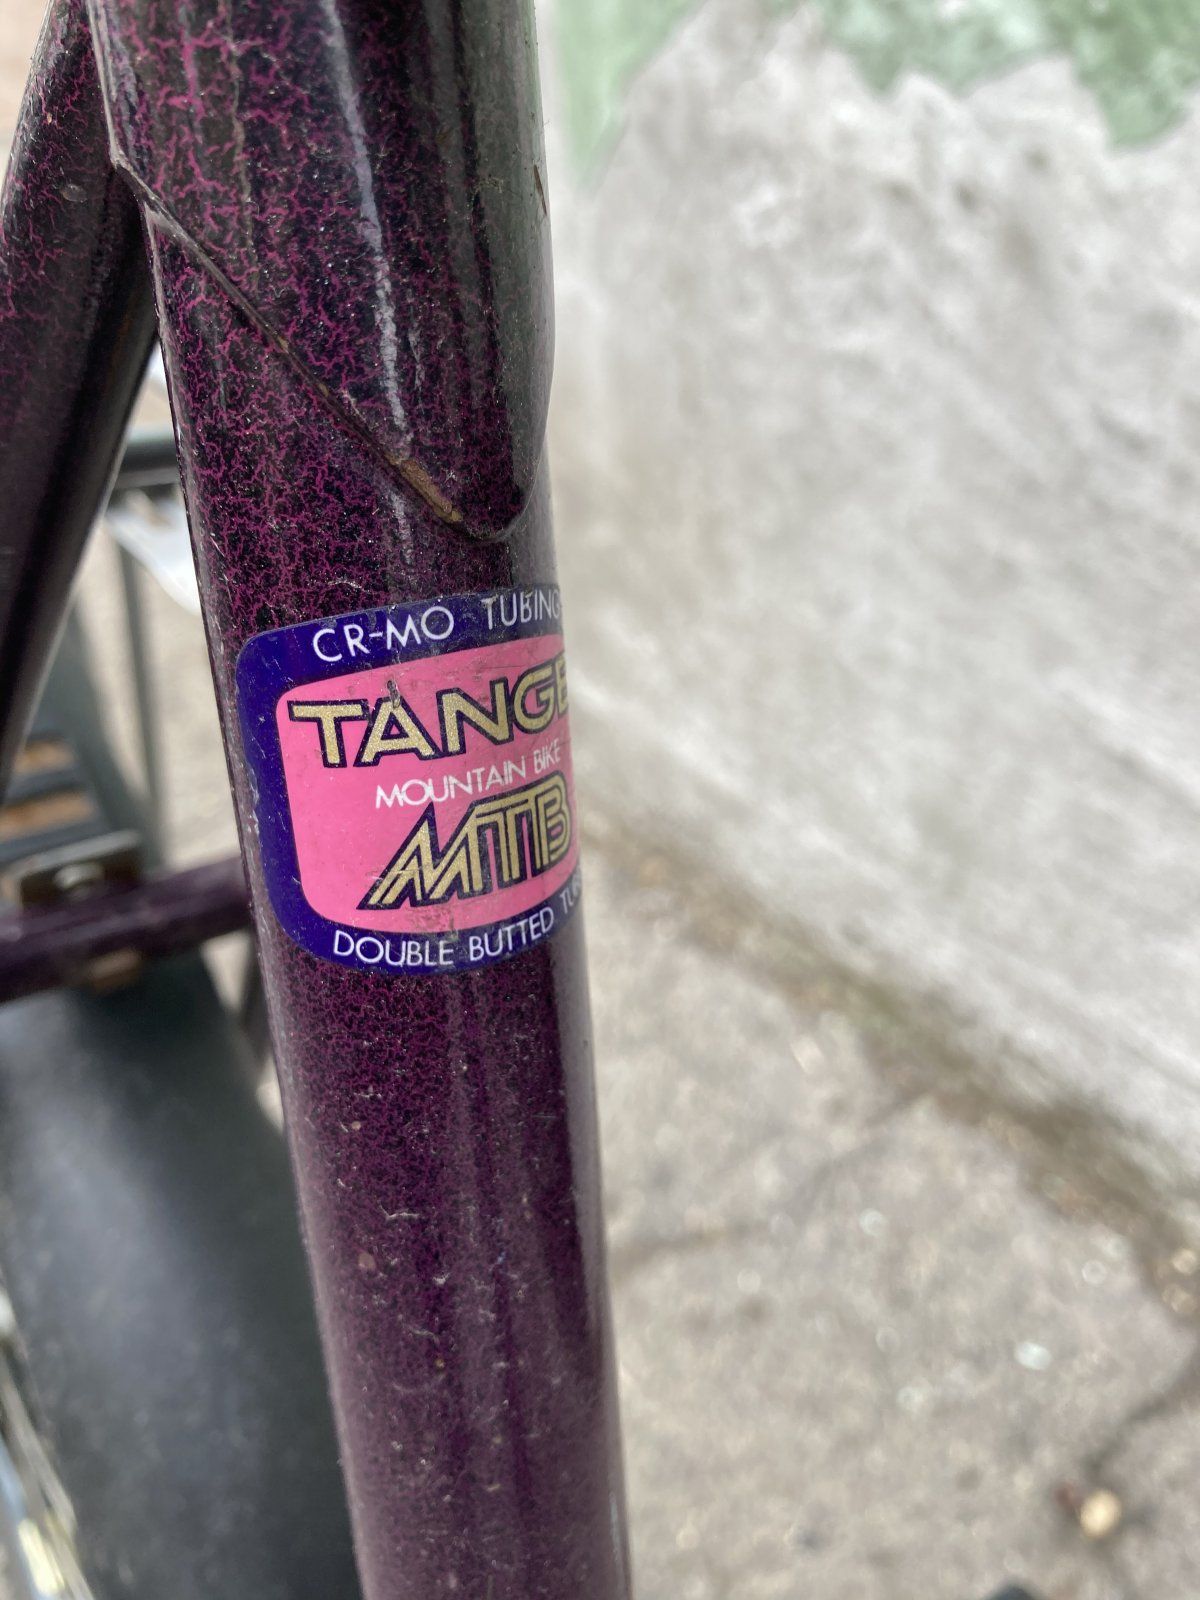 CR-MO TUBING
TANGE
MOUNTAIN BIKE
MTB
DOUBLE BUTTED